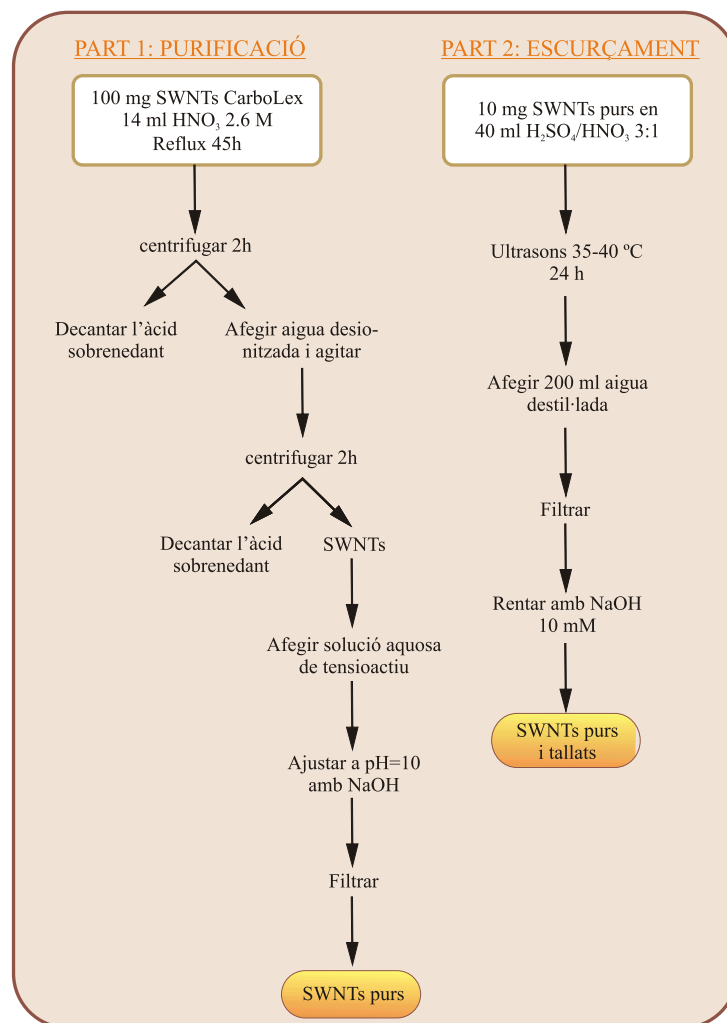 PART 1: PURIFICACIÓ
100 mg SWNTs CarboLex
14 ml HNO₃ 2.6 M
Reflux 45h
centrifugar 2h
Decantar l’àcid
sobrenedant
Afegir aigua desio-
nitzada i agitar
centrifugar 2h
Decantar l’àcid
sobrenedant
SWNTs
Afegir solució aquosa
de tensioactiu
Ajustar a pH=10
amb NaOH
Filtrar
SWNTs purs
PART 2: ESCURÇAMENT
10 mg SWNTs purs en
40 ml H₂SO₄/HNO₃ 3:1
Ultrasons 35-40 ºC
24 h
Afegir 200 ml aigua
destil·lada
Filtrar
Rentar amb NaOH
10 mM
SWNTs purs
i tallats